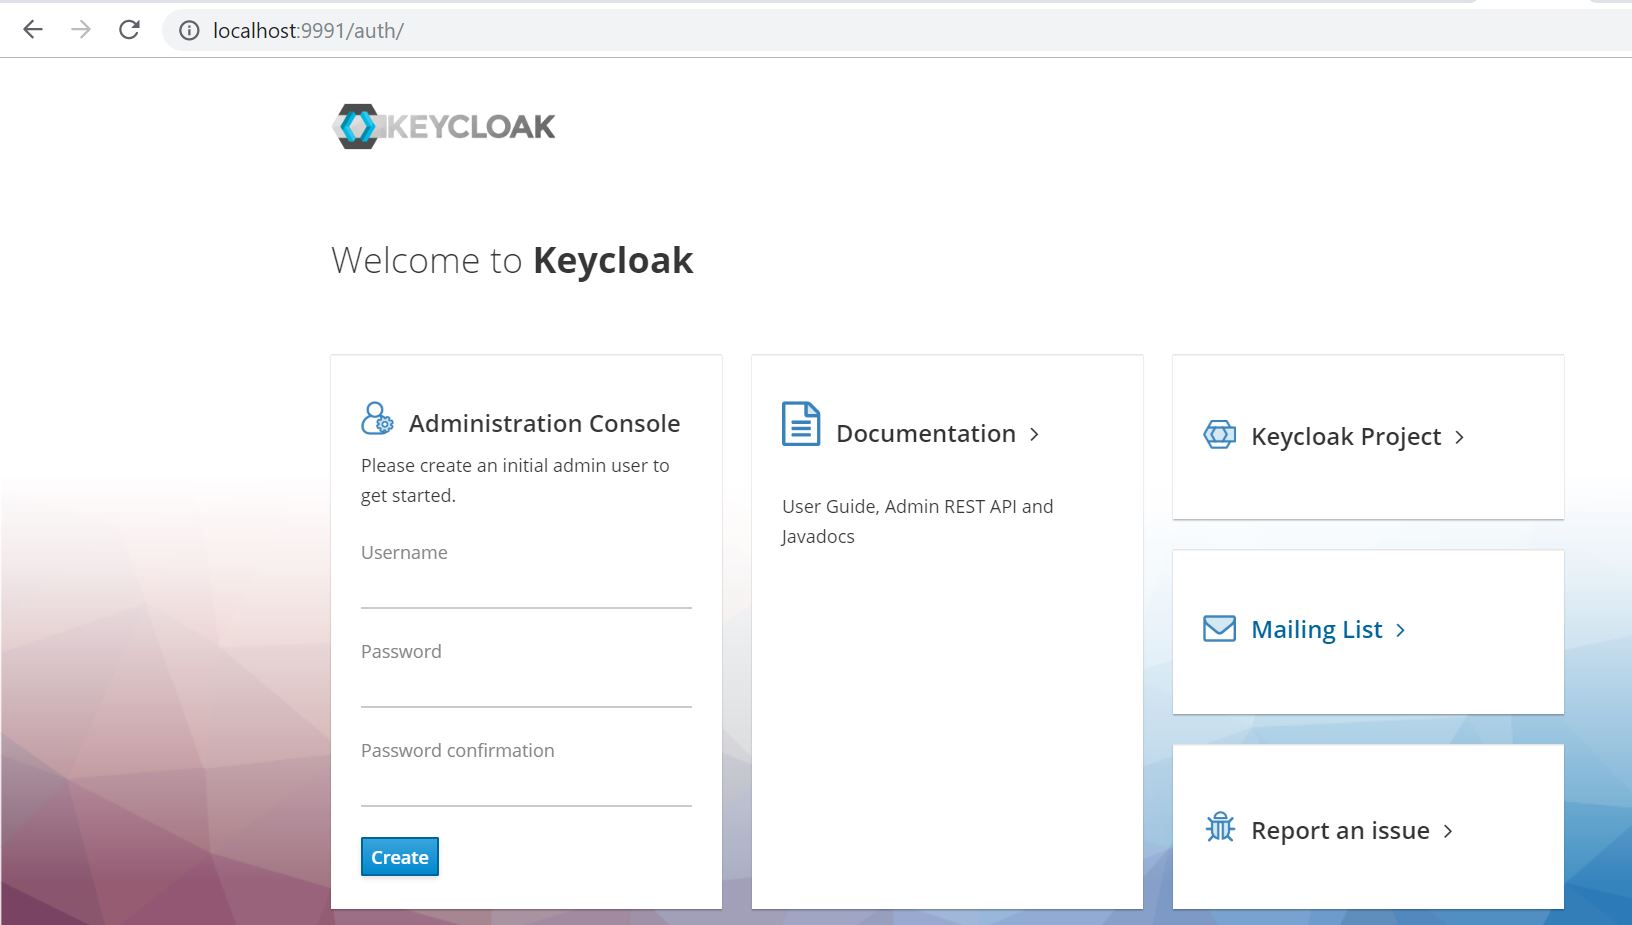 localhost:9991/auth/
KEYCLOAK
Welcome to Keycloak
Administration Console
Please create an initial admin user to
get started.
Username
Password
Password confirmation
Create
Documentation
User Guide, Admin REST API and
Javadocs
Keycloak Project
Mailing List
Report an issue